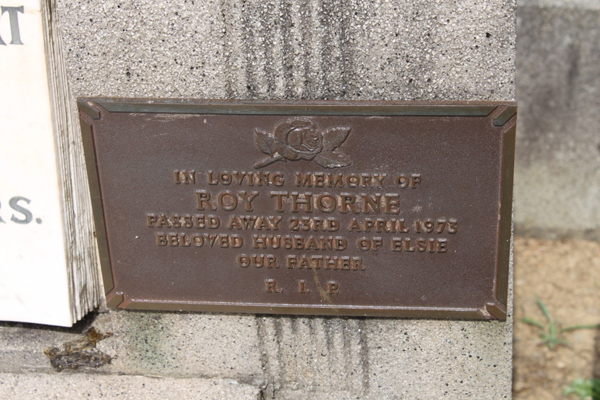 IN LOVING MEMORY OF
ROY THORNE
PASSED AWAY 23RD APRIL 1973
BELOVED HUSBAND OF ELSIE
OUR FATHER
R. I. P.